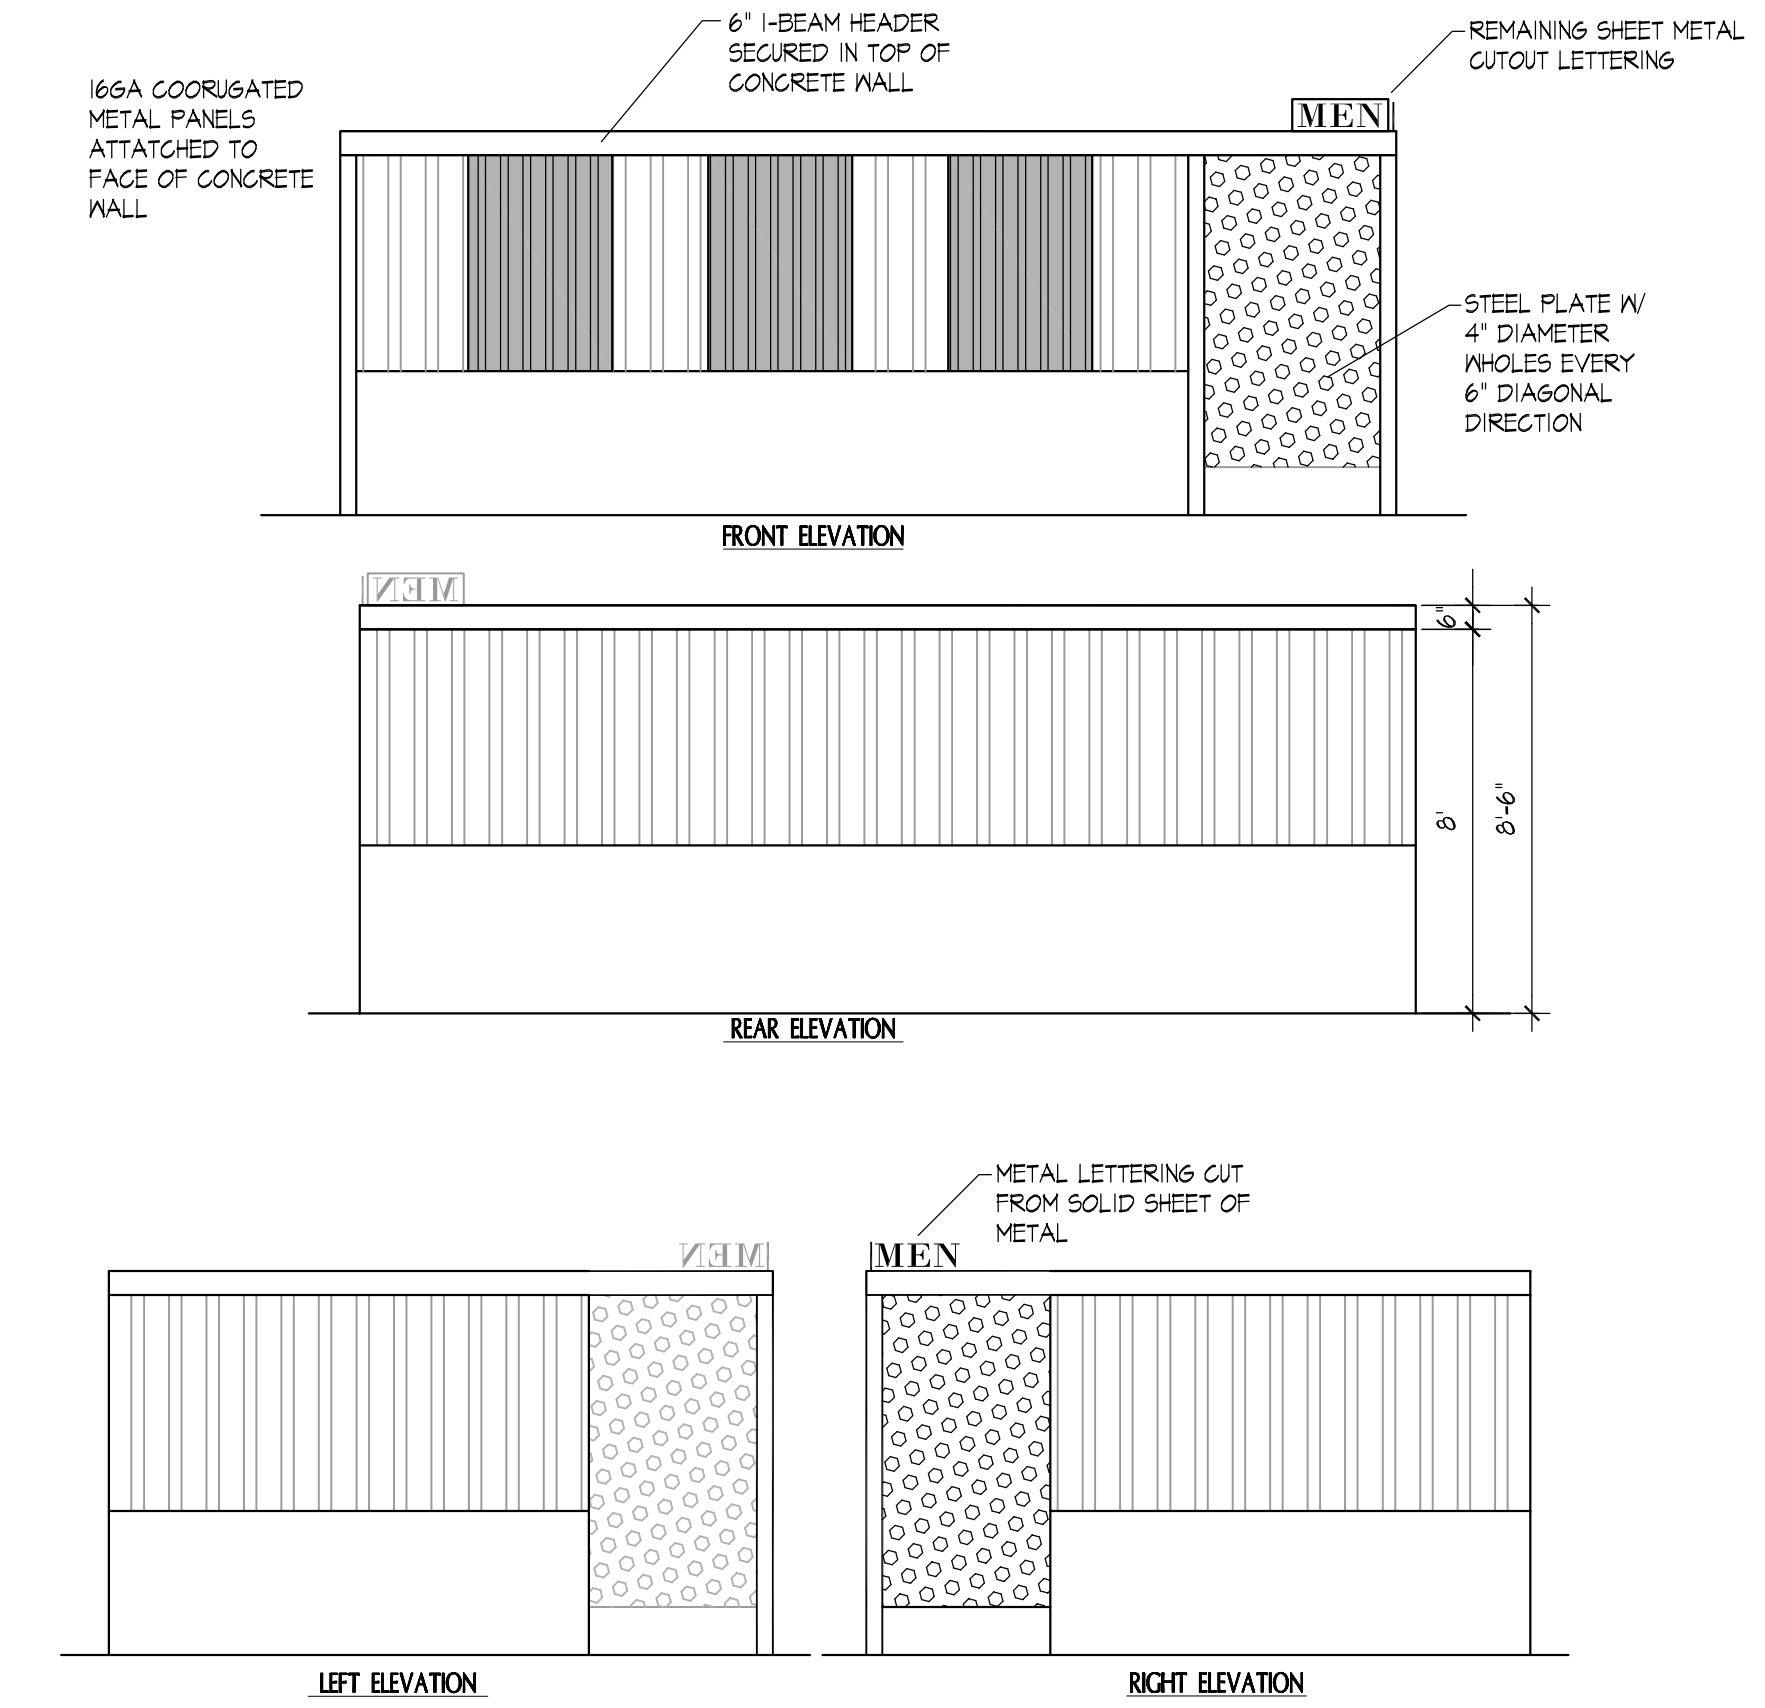 6" I-BEAM HEADER
SECURED IN TOP OF
CONCRETE WALL
REMAINING SHEET METAL
CUTOUT LETTERING
16GA COORUGATED
METAL PANELS
ATTATCHED TO
FACE OF CONCRETE
WALL
MEN
STEEL PLATE W/
4" DIAMETER
WHOLES EVERY
6" DIAGONAL
DIRECTION
FRONT ELEVATION
MEN
6"
8'
8'-6"
REAR ELEVATION
METAL LETTERING CUT
FROM SOLID SHEET OF
METAL
MEN
MEN
LEFT ELEVATION
RIGHT ELEVATION